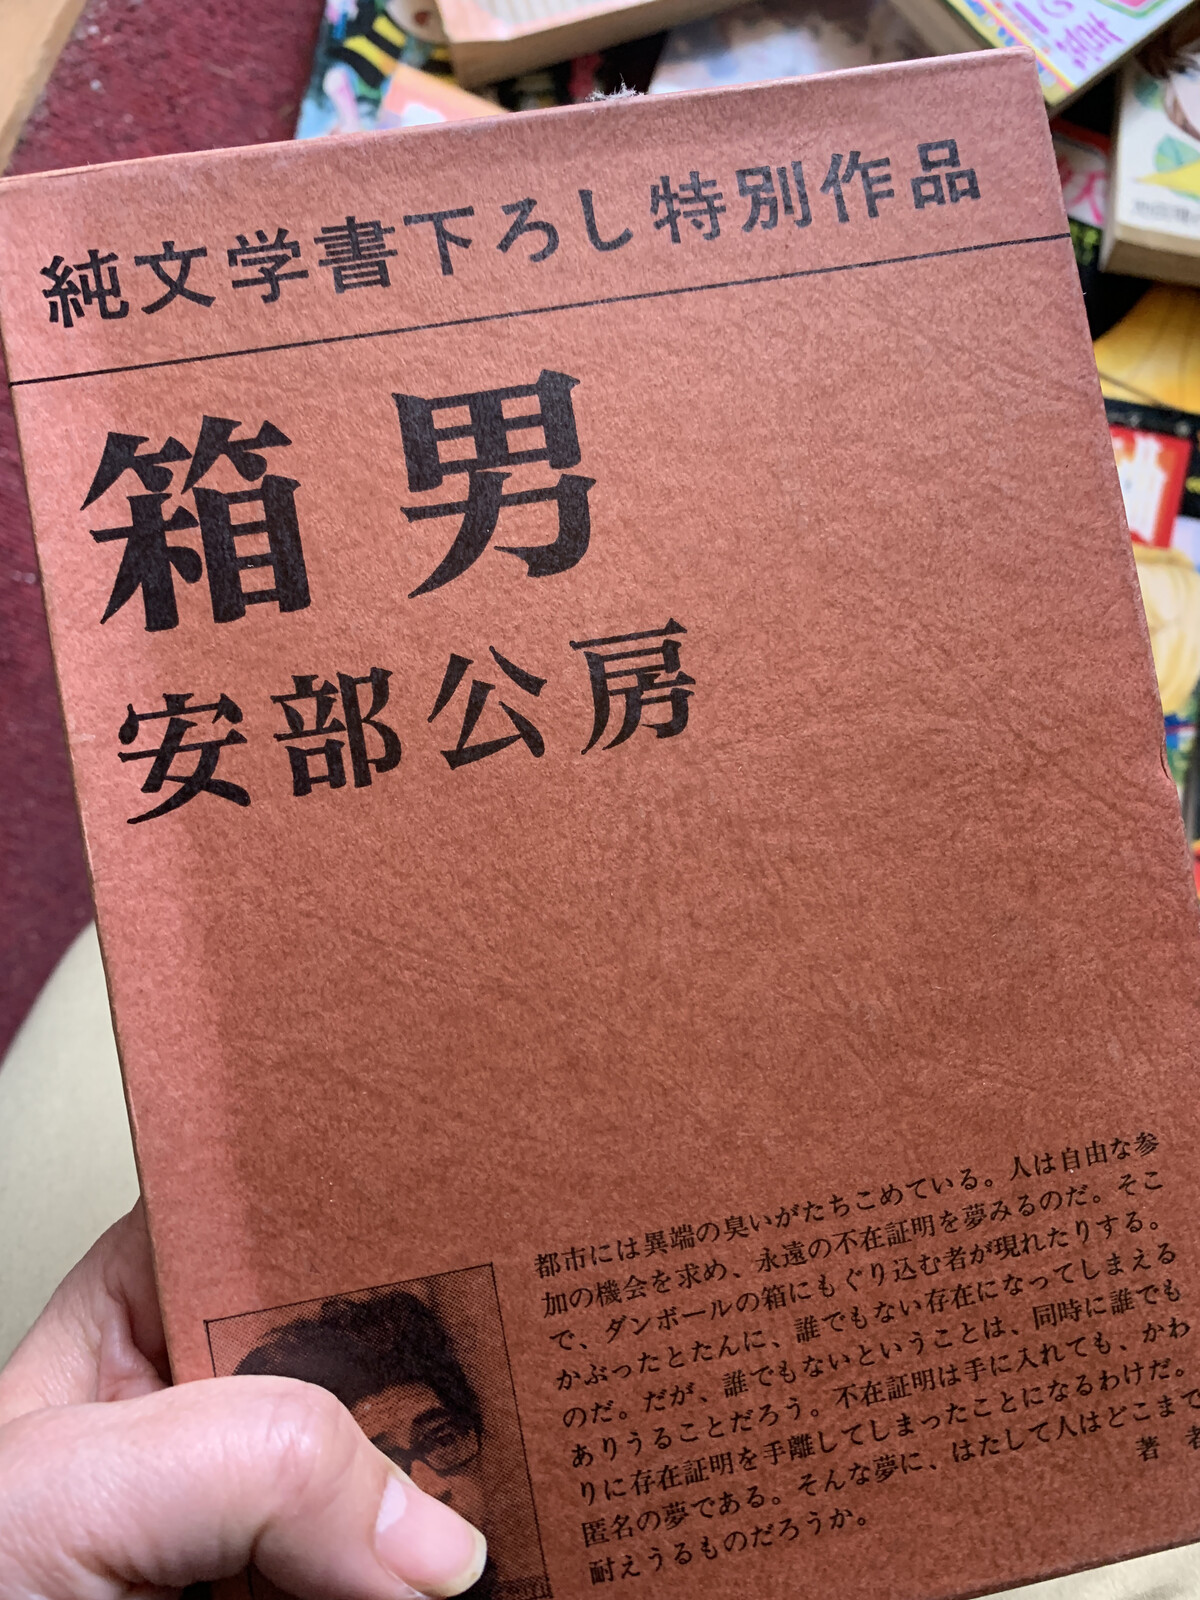 純文学書下ろし特別作品
箱男
安部公房
都市には異端の臭いがたちこめている。人は自由な参
加の機会を求め、永遠の不在証明を夢みるのだ。そこ
で、ダンボールの箱にもぐり込む者が現れたりする。
かぶったとたんに、誰でもない存在になってしまえる
のだ。だが、誰でもないということは、同時に誰でも
ありうることだろう。不在証明は手に入れても、かわ
りに存在証明を手離してしまったことになるわけだ。
匿名の夢である。そんな夢に、はたして人はどこまで
耐えうるものだろうか。
著者